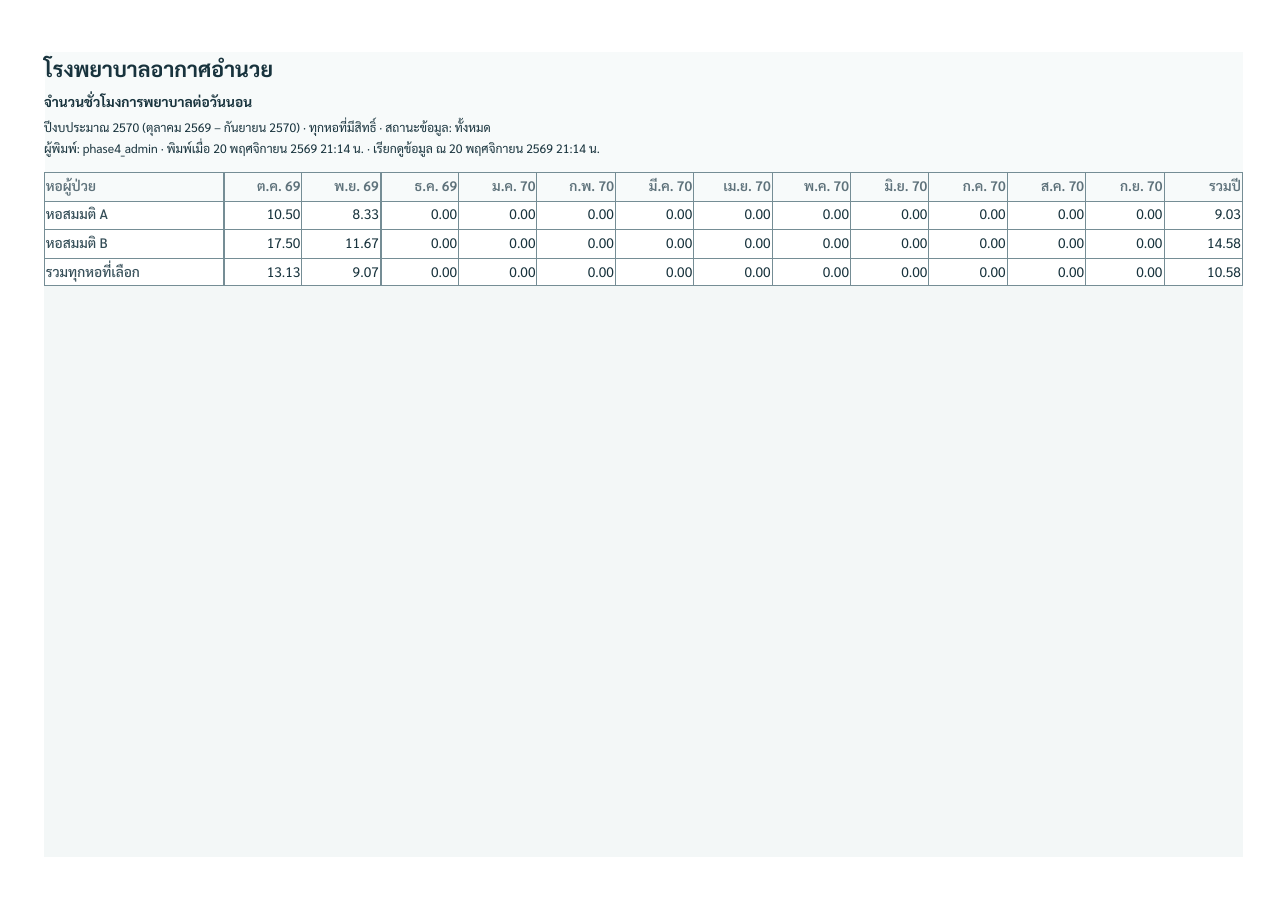 โรงพยาบาลอากาศอำนวย
จำนวนชั่วโมงการพยาบาลต่อวันนอน
ปีงบประมาณ 2570 (ตุลาคม 2569 – กันยายน 2570) · ทุกหอที่มีสิทธิ์ · สถานะข้อมูล: ทั้งหมด
ผู้พิมพ์: phase4_admin · พิมพ์เมื่อ 20 พฤศจิกายน 2569 21:14 น. · เรียกดูข้อมูล ณ 20 พฤศจิกายน 2569 21:14 น.
หอผู้ป่วย ต.ค. 69 พ.ย. 69 ธ.ค. 69 ม.ค. 70 ก.พ. 70 มี.ค. 70 เม.ย. 70 พ.ค. 70 มิ.ย. 70 ก.ค. 70 ส.ค. 70 ก.ย. 70 รวมปี
หอสมมติ A 10.50 8.33 0.00 0.00 0.00 0.00 0.00 0.00 0.00 0.00 0.00 0.00 9.03
หอสมมติ B 17.50 11.67 0.00 0.00 0.00 0.00 0.00 0.00 0.00 0.00 0.00 0.00 14.58
รวมทุกหอที่เลือก 13.13 9.07 0.00 0.00 0.00 0.00 0.00 0.00 0.00 0.00 0.00 0.00 10.58